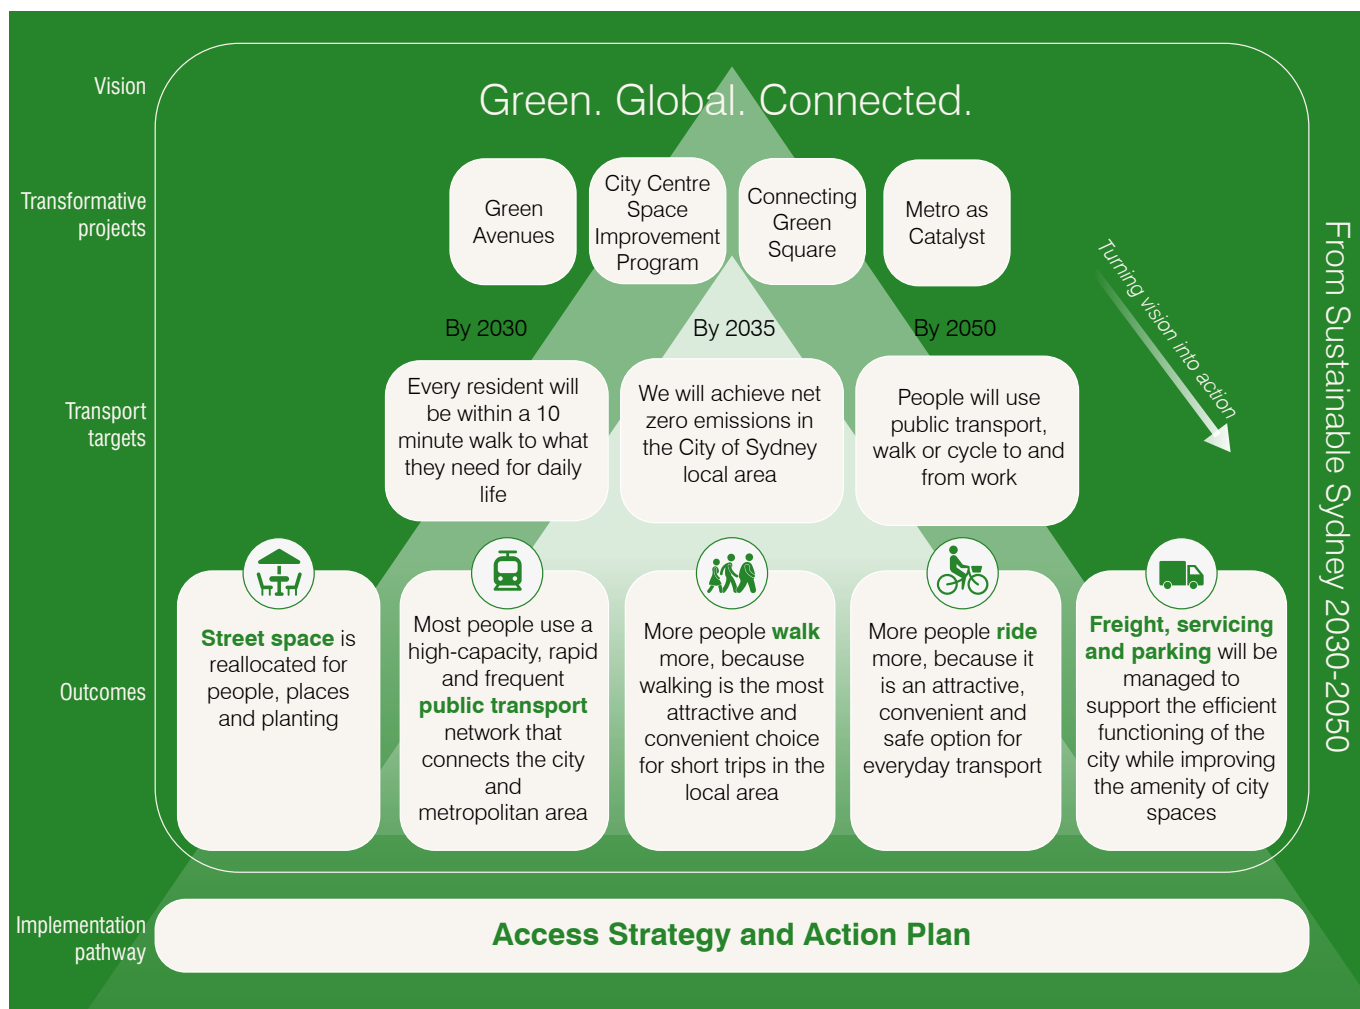 Vision
Green. Global. Connected.
Transformative
projects
Green
Avenues
City Centre
Space
Improvement
Program
Connecting
Green
Square
Metro as
Catalyst
Turning vision into action
From Sustainable Sydney 2030-2050
Transport
targets
By 2030
Every resident will
be within a 10
minute walk to what
they need for daily
life
By 2035
We will achieve net
zero emissions in
the City of Sydney
local area
By 2050
People will use
public transport,
walk or cycle to and
from work
Outcomes
Street space is
reallocated for
people, places
and planting
Most people use a
high-capacity, rapid
and frequent
public transport
network that
connects the city
and
metropolitan area
More people walk
more, because
walking is the most
attractive and
convenient choice
for short trips in the
local area
More people ride
more, because it
is an attractive,
convenient and
safe option for
everyday transport
Freight, servicing
and parking will be
managed to
support the efficient
functioning of the
city while improving
the amenity of city
spaces
Implementation
pathway
Access Strategy and Action Plan